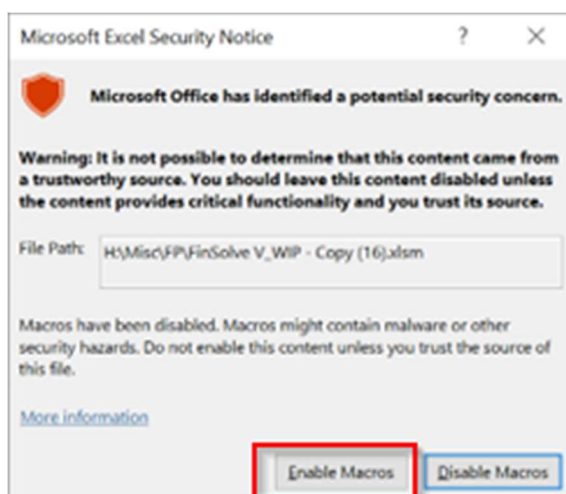 Microsoft Excel Security Notice ? ×
Microsoft Office has identified a potential security concern.
Warning: It is not possible to determine that this content came from
a trustworthy source. You should leave this content disabled unless
the content provides critical functionality and you trust its source.
File Path: H:\Misc\FP\FinSolve V_WIP - Copy (16).xlsm
Macros have been disabled. Macros might contain malware or other
security hazards. Do not enable this content unless you trust the source of
this file.
More information
Enable Macros Disable Macros